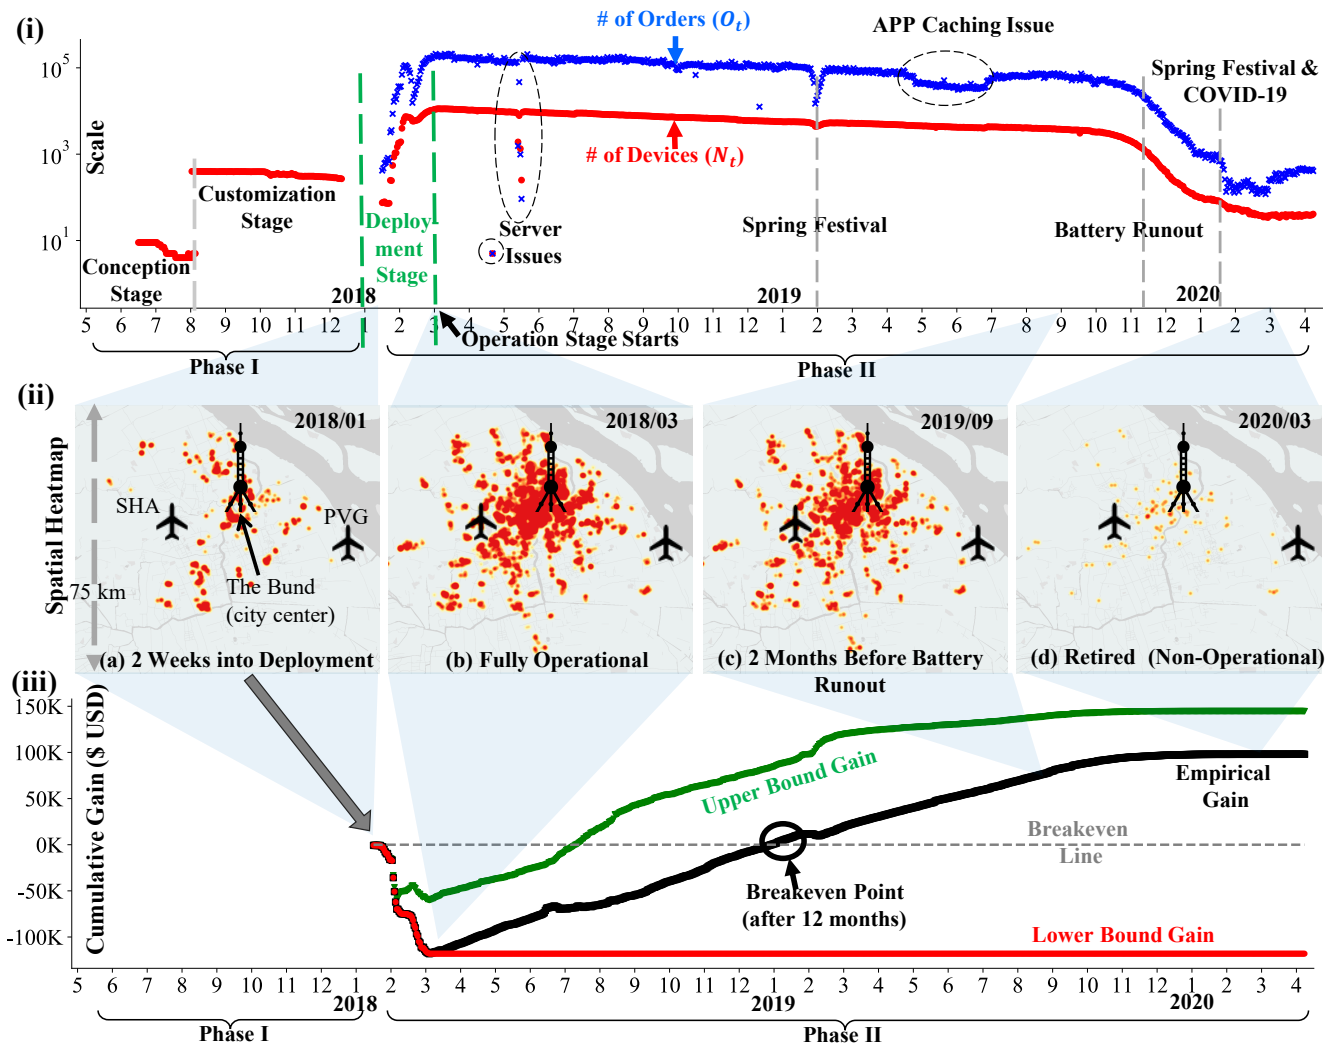 (i)
# of Orders (Oₜ)
APP Caching Issue
Spring Festival &
COVID-19
Scale
10⁵
10³
10¹
# of Devices (Nₜ)
Customization
Stage
Conception
Stage
Deploy-
ment
Stage
Server
Issues
Spring Festival
Battery Runout
2018
2019
2020
5 6 7 8 9 10 11 12 1 2 3 4 5 6 7 8 9 10 11 12 1 2 3 4 5 6 7 8 9 10 11 12 1 2 3 4
Operation Stage Starts
Phase I
Phase II
(ii)
Spatial Heatmap
75 km
2018/01
SHA
PVG
The Bund
(city center)
(a) 2 Weeks into Deployment
2018/03
(b) Fully Operational
2019/09
(c) 2 Months Before Battery
Runout
2020/03
(d) Retired (Non-Operational)
(iii)
Cumulative Gain ($ USD)
150K
100K
50K
0K
-50K
-100K
Upper Bound Gain
Empirical
Gain
Breakeven
Line
Breakeven Point
(after 12 months)
Lower Bound Gain
5 6 7 8 9 10 11 12 1 2 3 4 5 6 7 8 9 10 11 12 1 2 3 4 5 6 7 8 9 10 11 12 1 2 3 4
2018
2019
2020
Phase I
Phase II